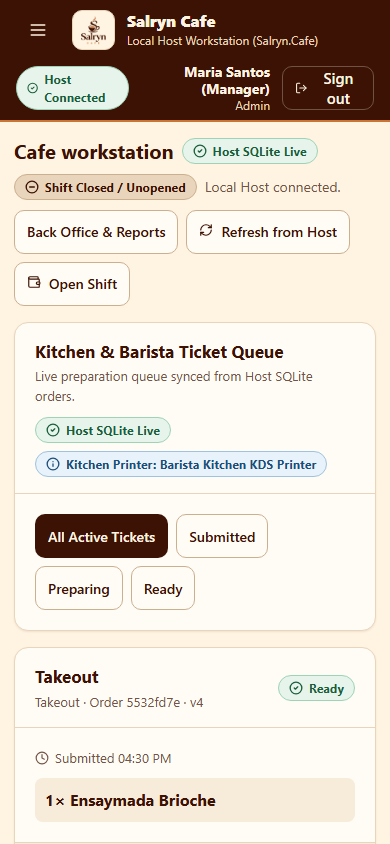 Salryn
Salryn Cafe
Local Host Workstation (Salryn.Cafe)
Host
Connected
Maria Santos
(Manager)
Admin
Sign
out
Cafe workstation
Host SQLite Live
Shift Closed / Unopened
Local Host connected.
Back Office & Reports
Refresh from Host
Open Shift
Kitchen & Barista Ticket Queue
Live preparation queue synced from Host SQLite
orders.
Host SQLite Live
Kitchen Printer: Barista Kitchen KDS Printer
All Active Tickets
Submitted
Preparing
Ready
Takeout
Takeout · Order 5532fd7e · v4
Ready
Submitted 04:30 PM
1× Ensaymada Brioche